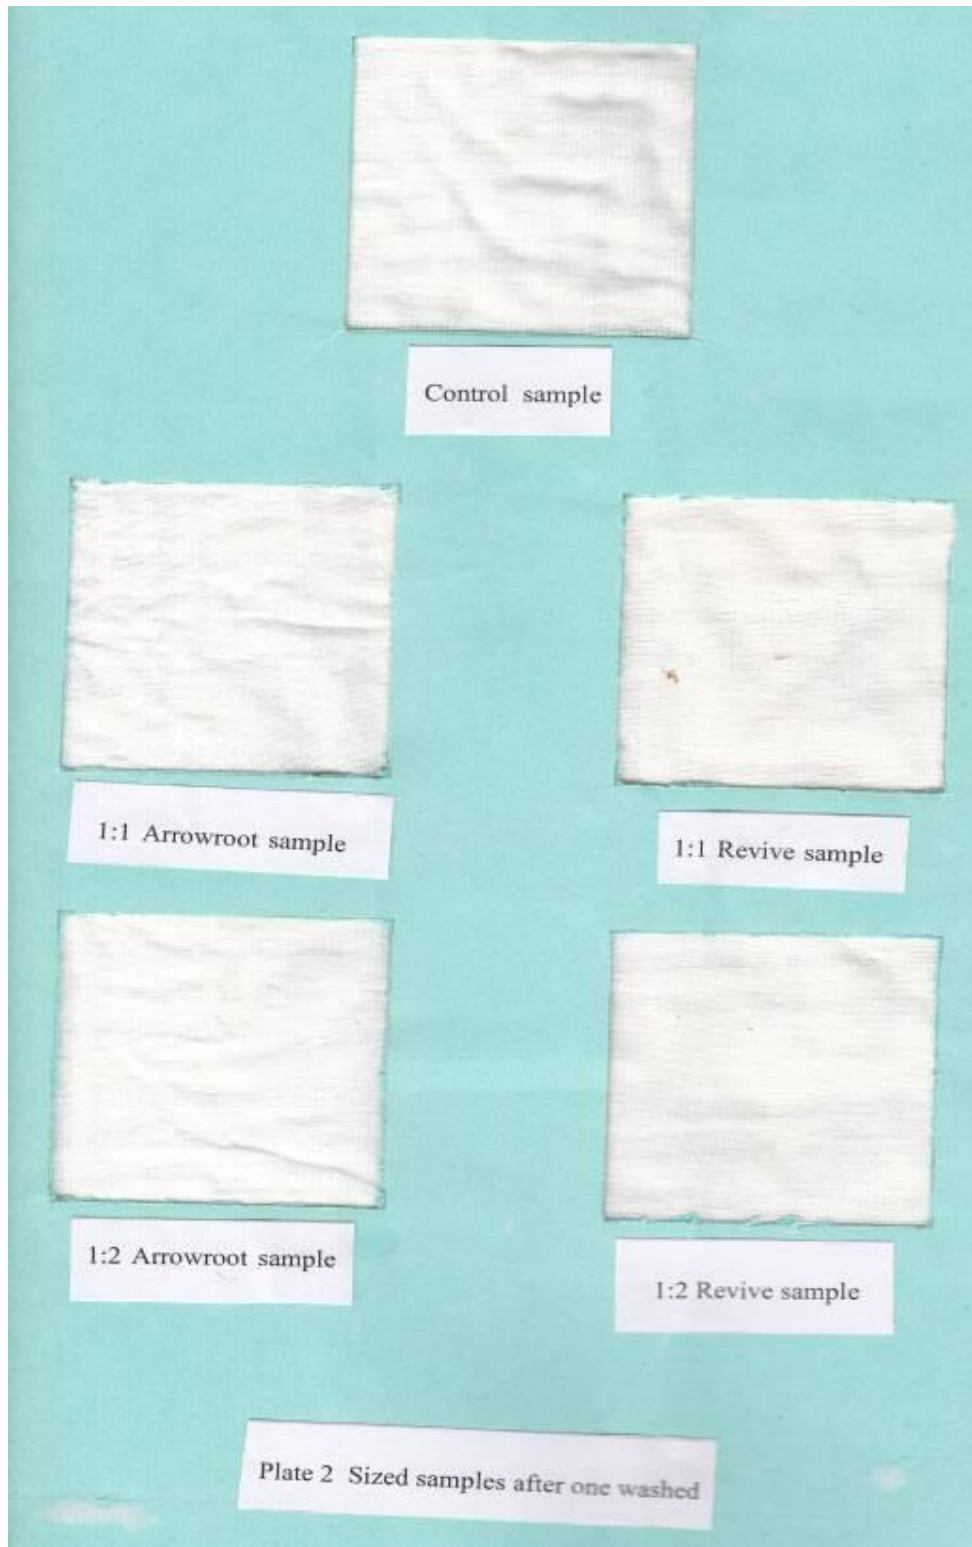 Control sample
1:1 Arrowroot sample
1:1 Revive sample
1:2 Arrowroot sample
1:2 Revive sample
Plate 2 Sized samples after one washed